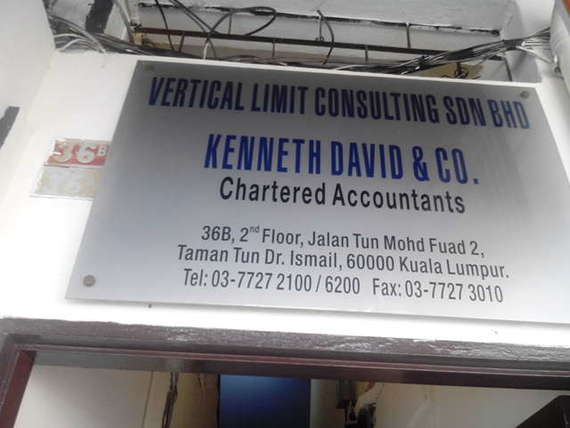 VERTICAL LIMIT CONSULTING SDN BHD
KENNETH DAVID & CO.
Chartered Accountants
36B, 2nd Floor, Jalan Tun Mohd Fuad 2,
Taman Tun Dr. Ismail, 60000 Kuala Lumpur.
Tel: 03-7727 2100 / 6200 Fax: 03-7727 3010
36B